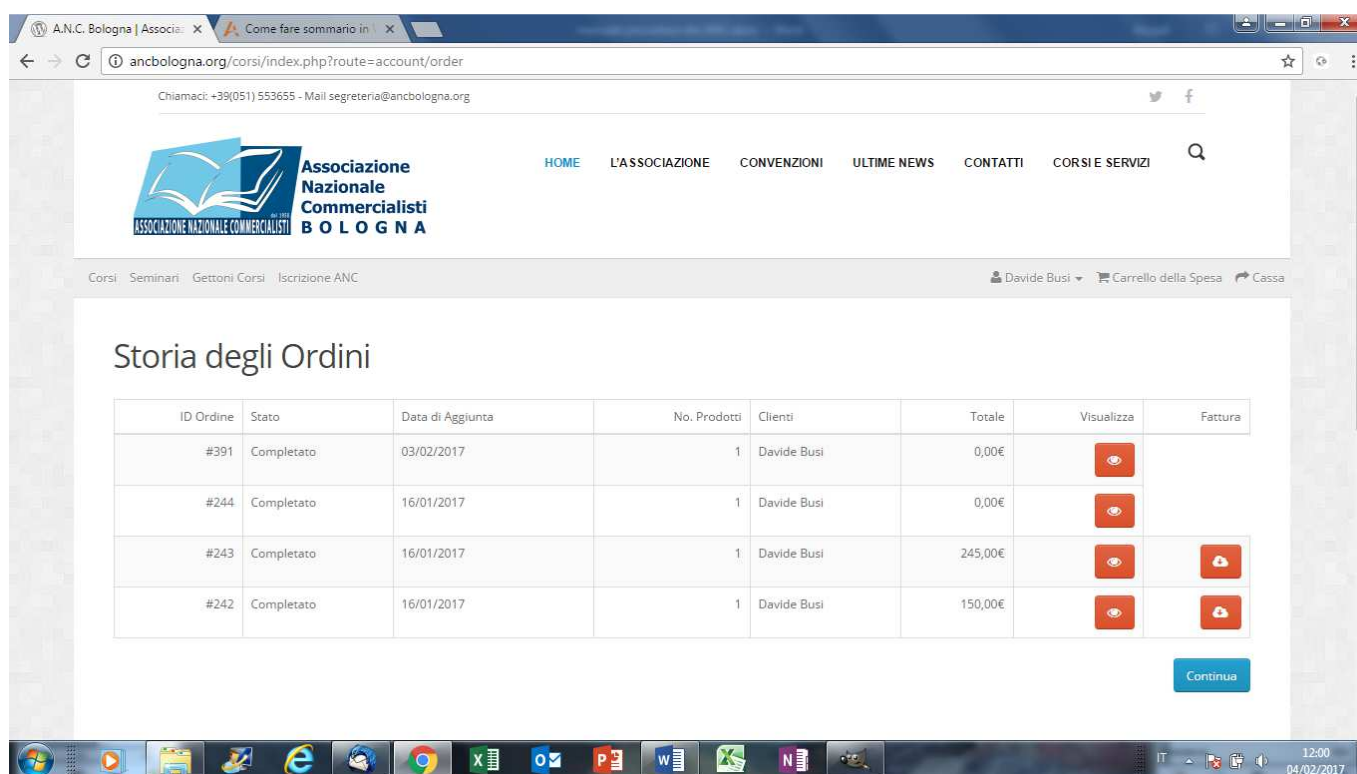 A.N.C. Bologna | Associa:
Come fare sommario in
ancbologna.org/corsi/index.php?route=account/order
Chiamaci: +39(051) 553655 - Mail segreteria@ancbologna.org
Associazione
Nazionale
Commercialisti
BOLOGNA
dal 1950
ASSOCIAZIONE NAZIONALE COMMERCIALISTI
HOME L'ASSOCIAZIONE CONVENZIONI ULTIME NEWS CONTATTI CORSI E SERVIZI
Corsi Seminari Gettoni Corsi Iscrizione ANC Davide Busi Carrello della Spesa Cassa
Storia degli Ordini
ID Ordine Stato Data di Aggiunta No. Prodotti Clienti Totale Visualizza Fattura
#391 Completato 03/02/2017 1 Davide Busi 0,00€
#244 Completato 16/01/2017 1 Davide Busi 0,00€
#243 Completato 16/01/2017 1 Davide Busi 245,00€
#242 Completato 16/01/2017 1 Davide Busi 150,00€
Continua
IT 12:00
04/02/2017